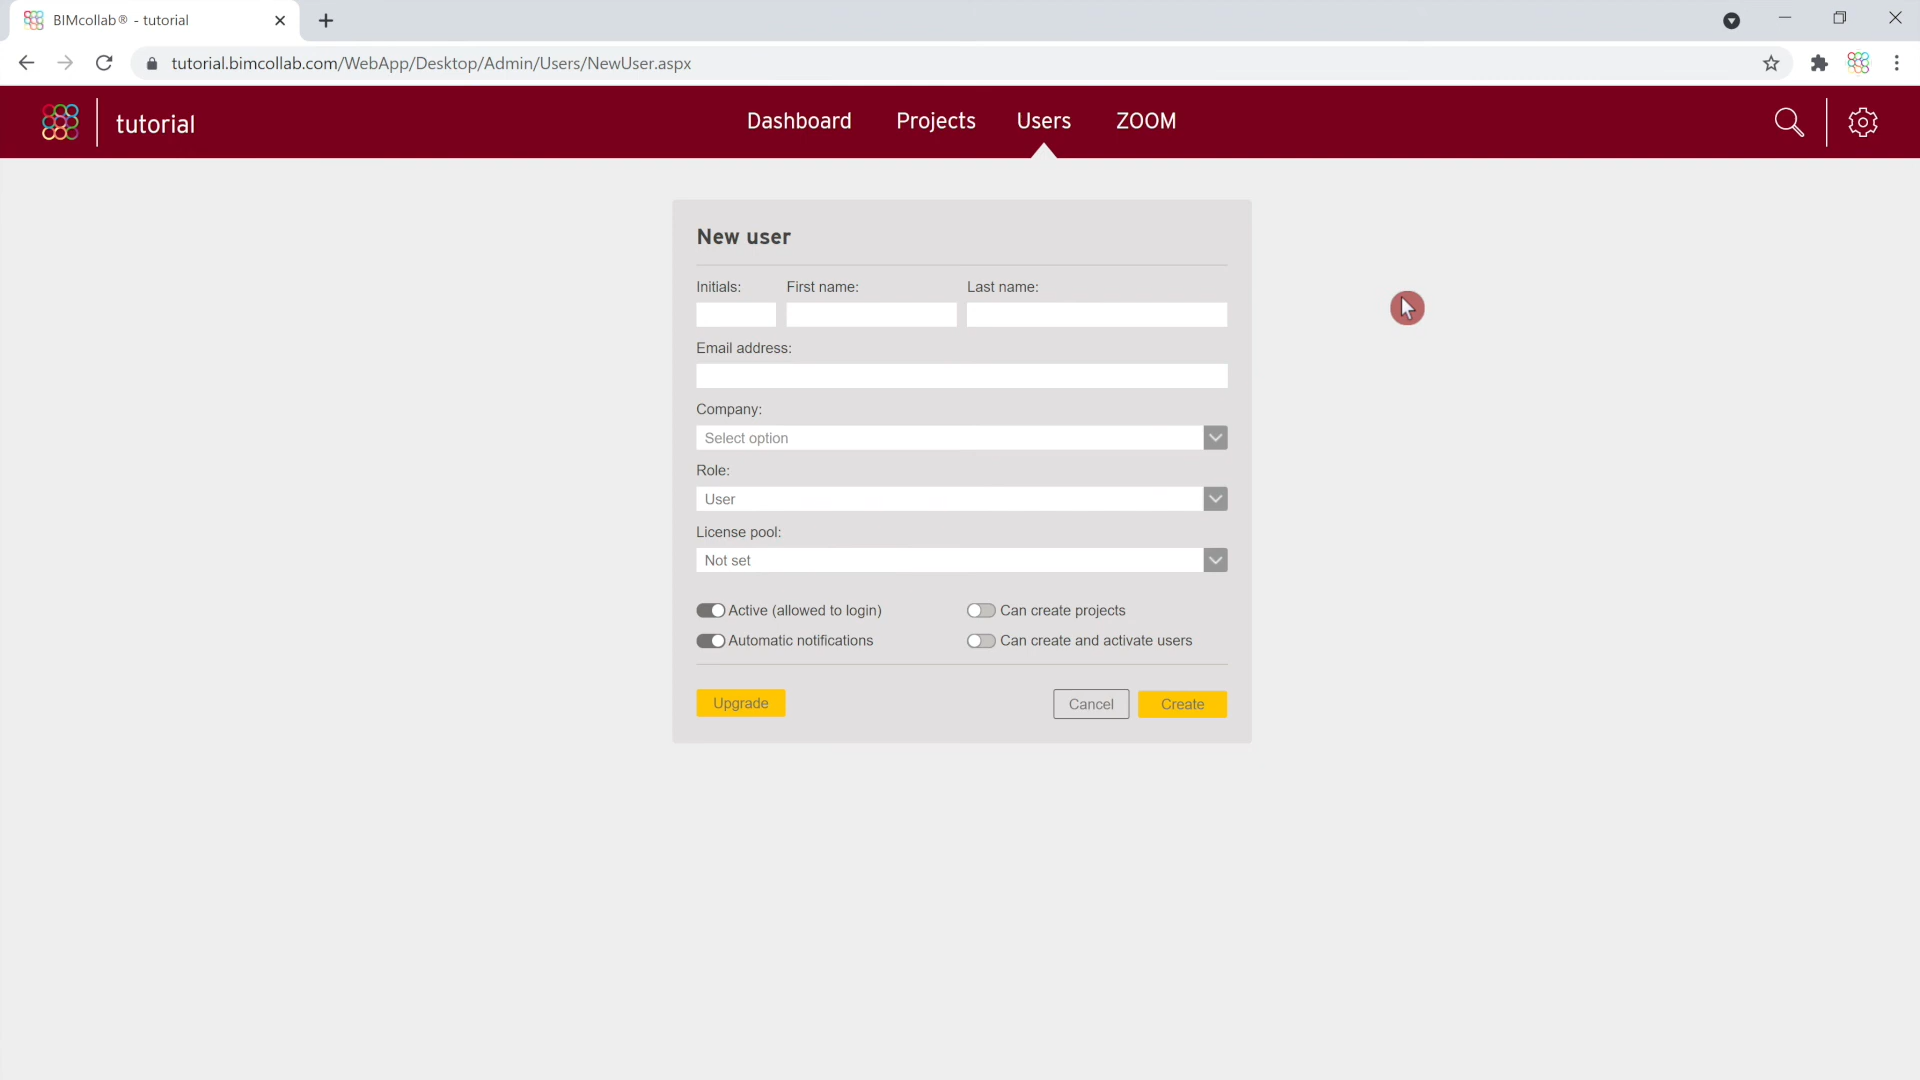 BIMcollab® - tutorial
tutorial.bimcollab.com/WebApp/Desktop/Admin/Users/NewUser.aspx
tutorial
Dashboard Projects Users ZOOM
New user
Initials: First name: Last name:
Email address:
Company:
Select option
Role:
User
License pool:
Not set
Active (allowed to login) Can create projects
Automatic notifications Can create and activate users
Upgrade Cancel Create